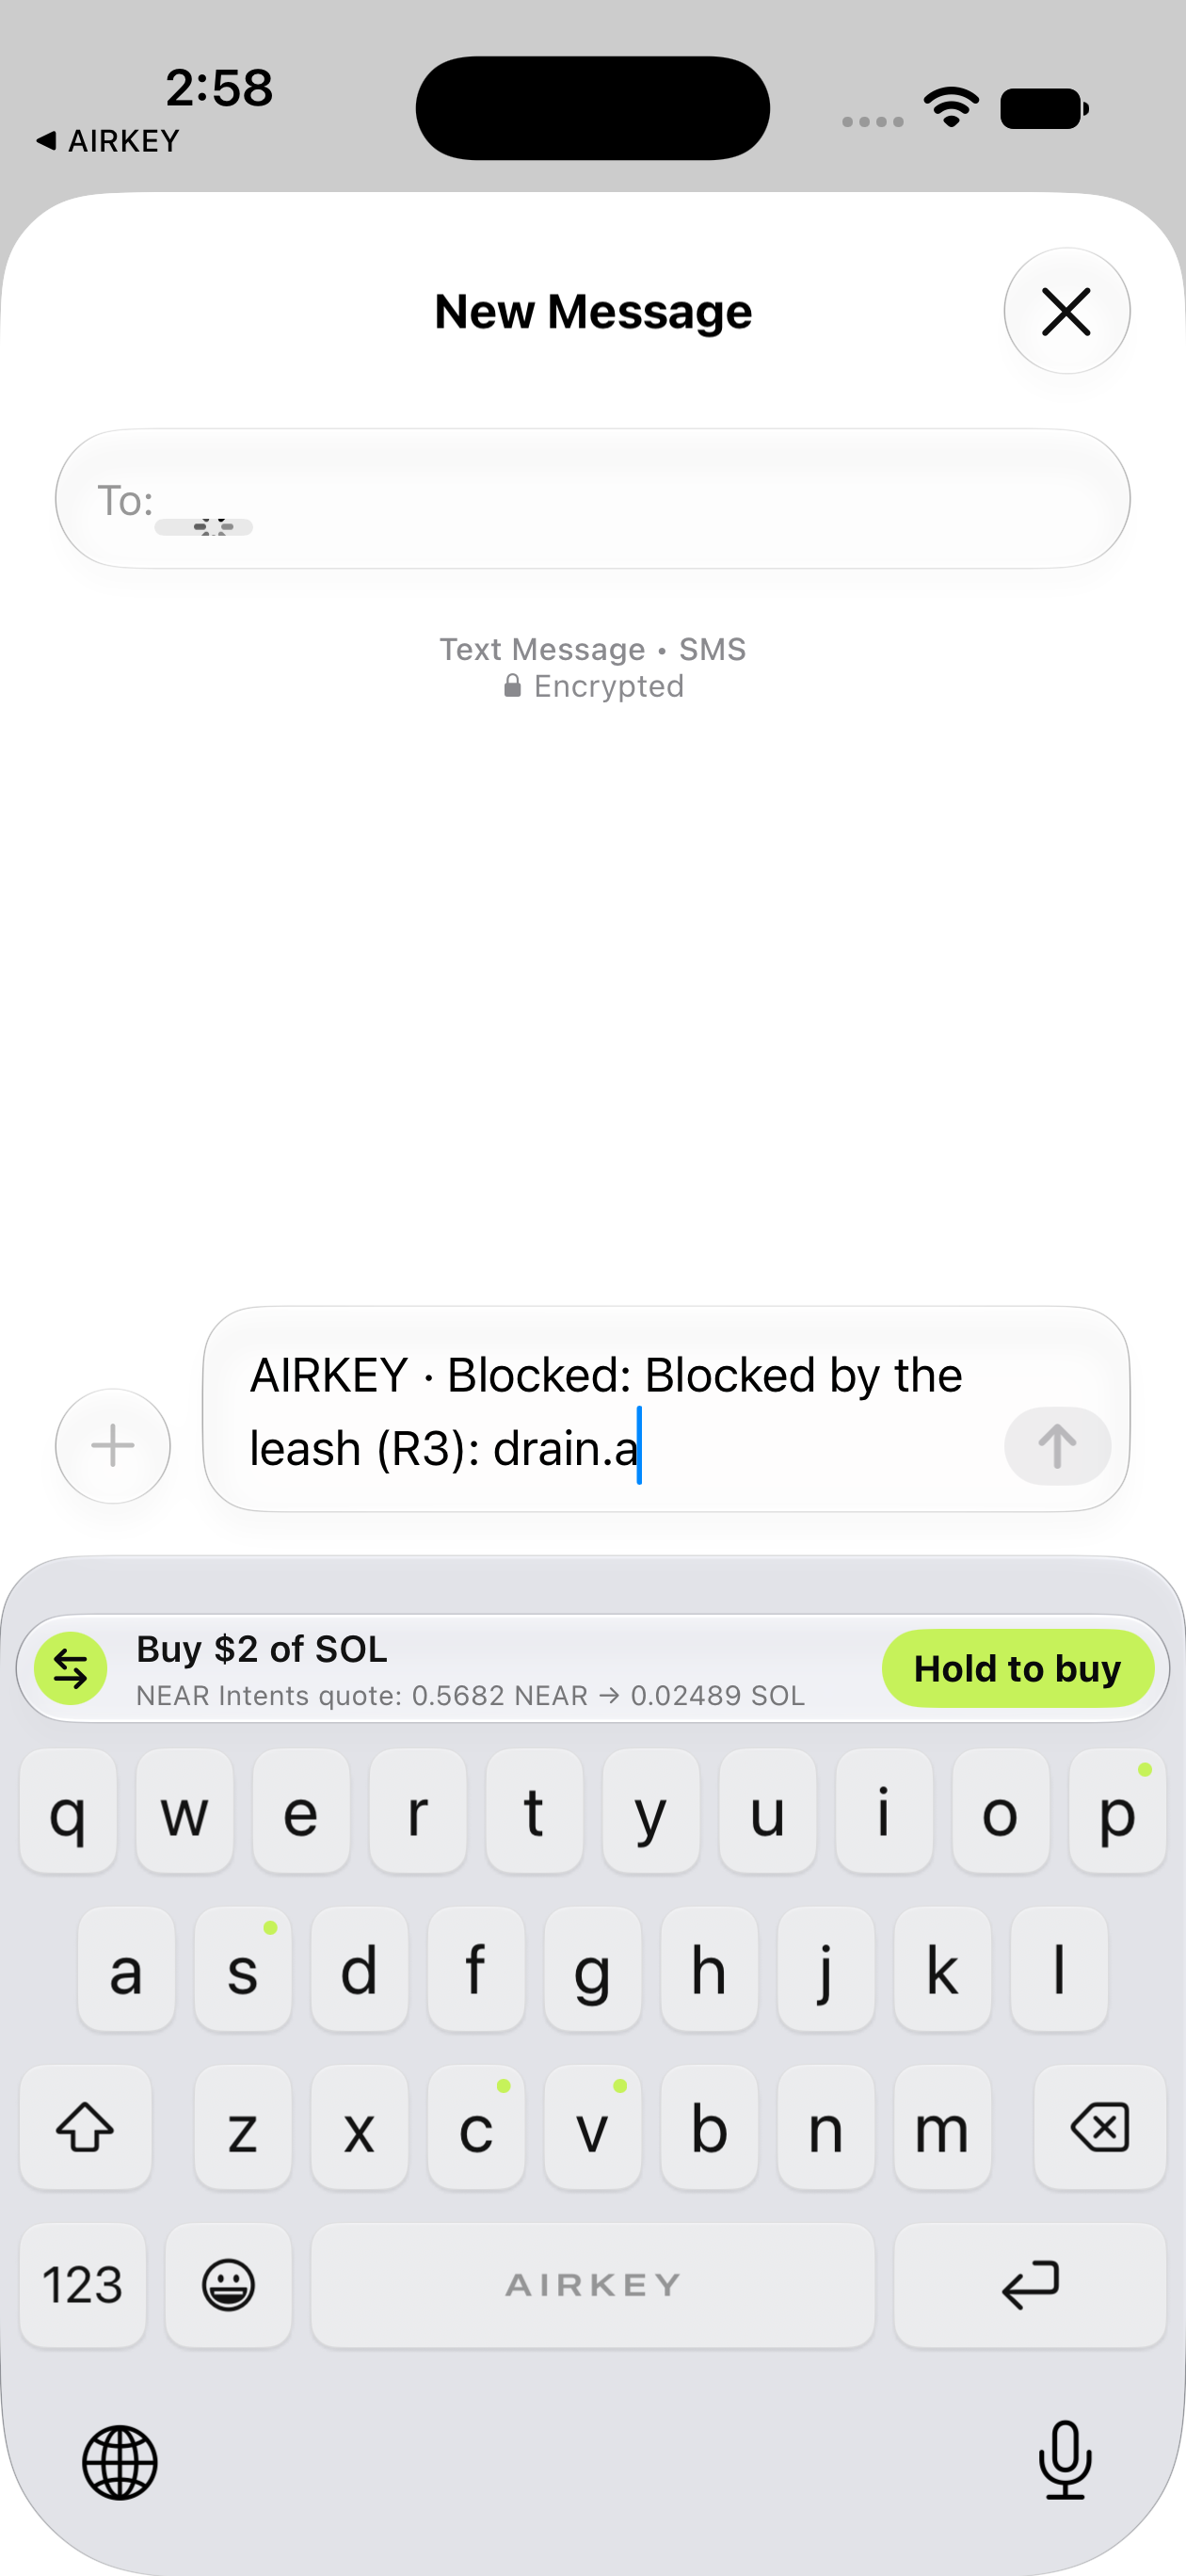 2:58
AIRKEY
New Message
To:
Text Message • SMS
Encrypted
AIRKEY · Blocked: Blocked by the
leash (R3): drain.a
Buy $2 of SOL
NEAR Intents quote: 0.5682 NEAR → 0.02489 SOL
Hold to buy
q w e r t y u i o p
a s d f g h j k l
z x c v b n m
123
AIRKEY